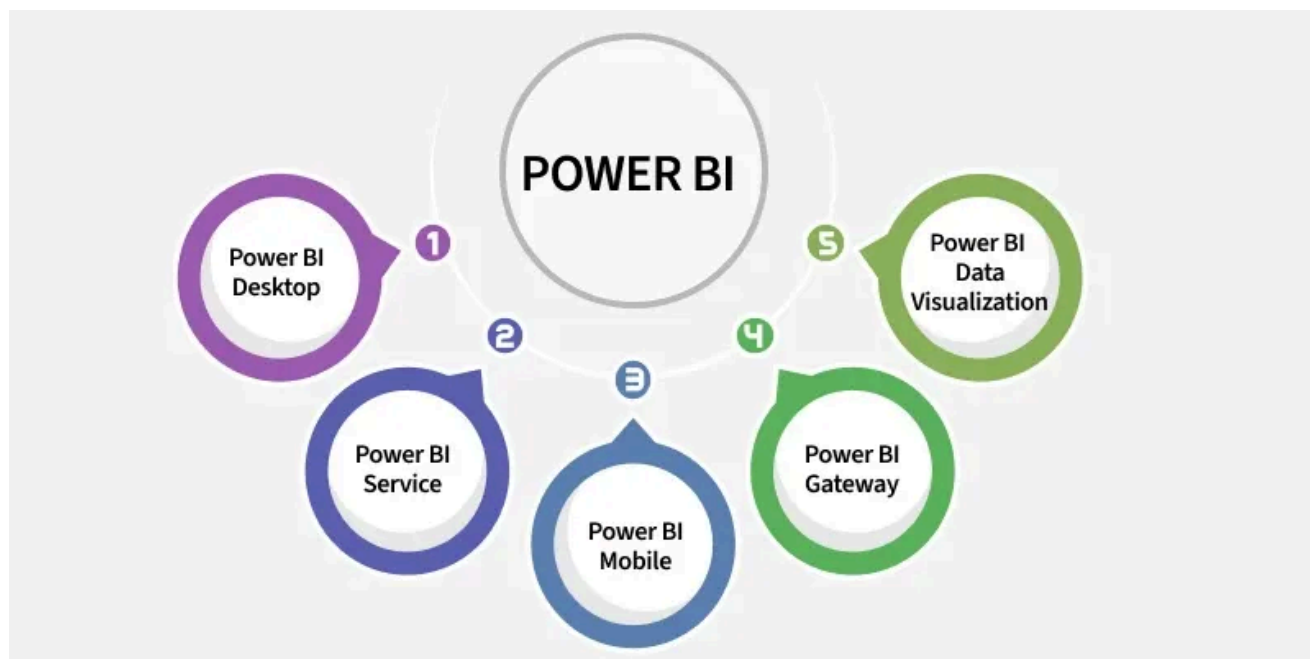 POWER BI
1
Power BI
Desktop
2
Power BI
Service
3
Power BI
Mobile
4
Power BI
Gateway
5
Power BI
Data
Visualization